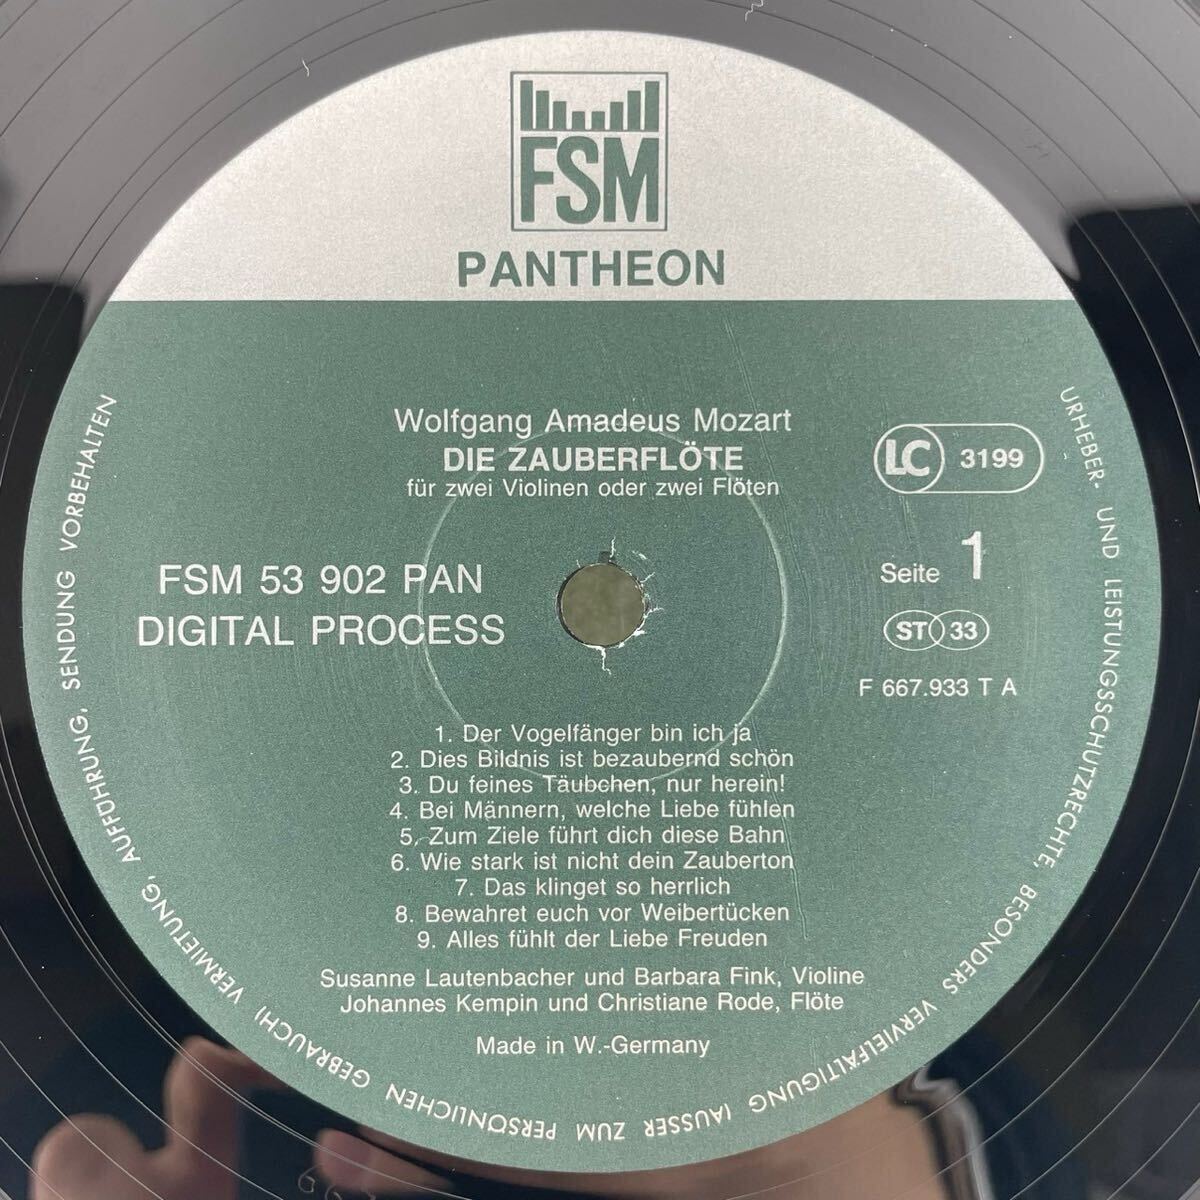 FSM
PANTHEON
Wolfgang Amadeus Mozart
DIE ZAUBERFLÖTE
für zwei Violinen oder zwei Flöten
LC 3199
FSM 53 902 PAN
DIGITAL PROCESS
Seite 1
ST 33
F 667.933 T A
1. Der Vogelfänger bin ich ja
2. Dies Bildnis ist bezaubernd schön
3. Du feines Täubchen, nur herein!
4. Bei Männern, welche Liebe fühlen
5. Zum Ziele führt dich diese Bahn
6. Wie stark ist nicht dein Zauberton
7. Das klinget so herrlich
8. Bewahret euch vor Weibertücken
9. Alles fühlt der Liebe Freuden
Susanne Lautenbacher und Barbara Fink, Violine
Johannes Kempin und Christiane Rode, Flöte
Made in W.-Germany
URHEBER- UND LEISTUNGSSCHUTZRECHTE, BESONDERS VERVIELFÄLTIGUNG (AUSSER ZUM PERSÖNLICHEN GEBRAUCH) VERMIETUNG, AUFFÜHRUNG, SENDUNG VORBEHALTEN